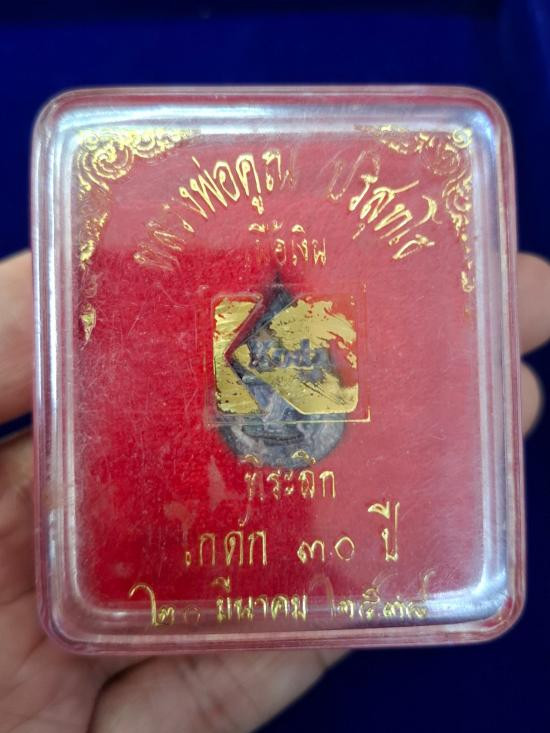 หลวงพ่อคูณ ปริสุทโธ
เนื้อเงิน
Kodak
ที่ระลึก
โกดัก ๓๐ ปี
มีนาคม ๒๕๓๘